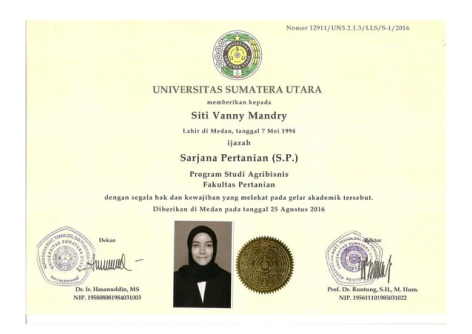 Nomor 12911/UN5.2.1.3/LLS/S-1/2016
UNIVERSITAS SUMATERA UTARA
memberikan kepada
Siti Vanny Mandry
Lahir di Medan, tanggal 7 Mei 1994
ijazah
Sarjana Pertanian (S.P.)
Program Studi Agribisnis
Fakultas Pertanian
dengan segala hak dan kewajiban yang melekat pada gelar akademik tersebut.
Diberikan di Medan pada tanggal 25 Agustus 2016
Dekan
Dr. Ir. Hasanuddin, MS
NIP. 195808081984031003
Rektor
Prof. Dr. Runtung, S.H., M. Hum.
NIP. 195611101985031022